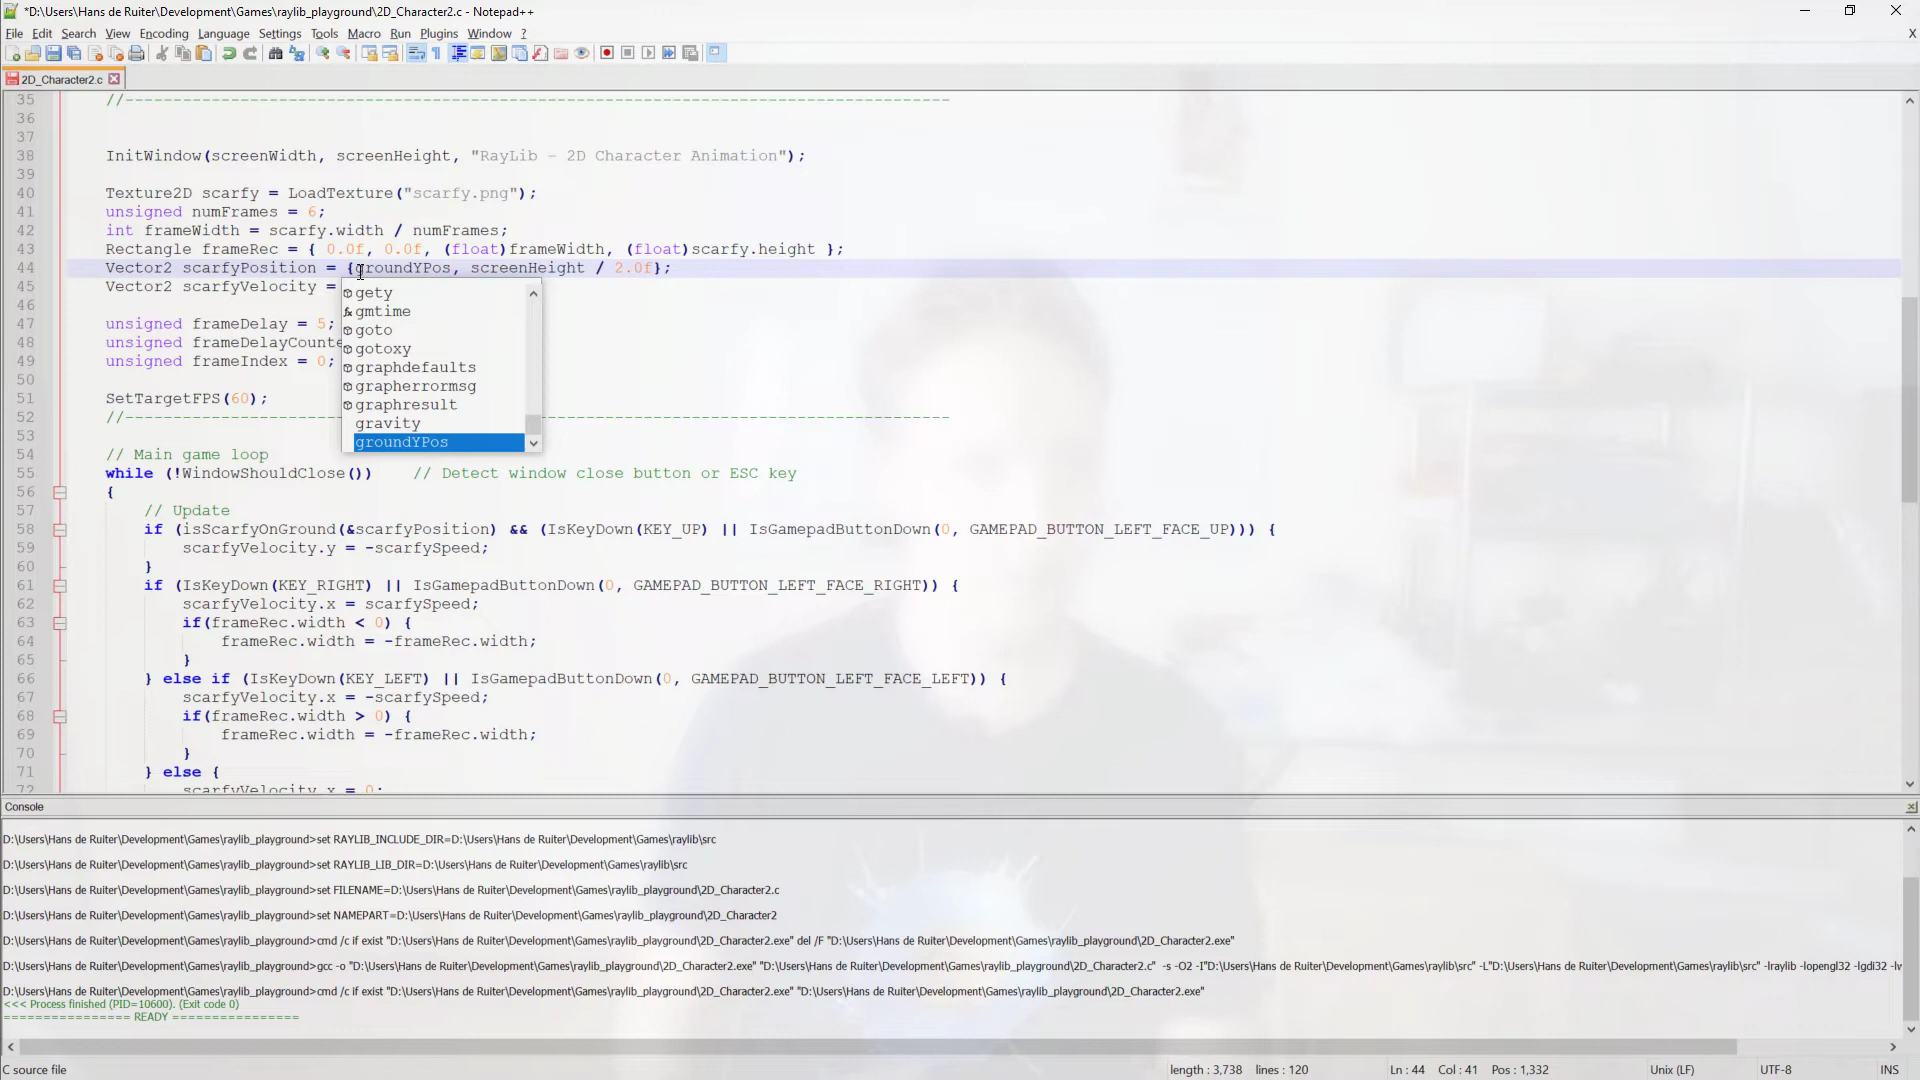 *D:\Users\Hans de Ruiter\Development\Games\raylib_playground\2D_Character2.c - Notepad++
File Edit Search View Encoding Language Settings Tools Macro Run Plugins Window ? X
2D_Character2.c
35 //--------------------------------------------------------------------------------------
36
37
38 InitWindow(screenWidth, screenHeight, "RayLib - 2D Character Animation");
39
40 Texture2D scarfy = LoadTexture("scarfy.png");
41 unsigned numFrames = 6;
42 int frameWidth = scarfy.width / numFrames;
43 Rectangle frameRec = { 0.0f, 0.0f, (float)frameWidth, (float)scarfy.height };
44 Vector2 scarfyPosition = {groundYPos, screenHeight / 2.0f};
45 Vector2 scarfyVelocity =
gety
gmtime
goto
gotoxy
graphdefaults
grapherrormsg
graphresult
gravity
groundYPos
46
47 unsigned frameDelay = 5;
48 unsigned frameDelayCounte
49 unsigned frameIndex = 0;
50
51 SetTargetFPS(60);
52 //--------------------------------------------------------------------------------------
53
54 // Main game loop
55 while (!WindowShouldClose()) // Detect window close button or ESC key
56 {
57 // Update
58 if (isScarfyOnGround(&scarfyPosition) && (IsKeyDown(KEY_UP) || IsGamepadButtonDown(0, GAMEPAD_BUTTON_LEFT_FACE_UP))) {
59 scarfyVelocity.y = -scarfySpeed;
60 }
61 if (IsKeyDown(KEY_RIGHT) || IsGamepadButtonDown(0, GAMEPAD_BUTTON_LEFT_FACE_RIGHT)) {
62 scarfyVelocity.x = scarfySpeed;
63 if(frameRec.width < 0) {
64 frameRec.width = -frameRec.width;
65 }
66 } else if (IsKeyDown(KEY_LEFT) || IsGamepadButtonDown(0, GAMEPAD_BUTTON_LEFT_FACE_LEFT)) {
67 scarfyVelocity.x = -scarfySpeed;
68 if(frameRec.width > 0) {
69 frameRec.width = -frameRec.width;
70 }
71 } else {
72 scarfyVelocity.x = 0;
Console
D:\Users\Hans de Ruiter\Development\Games\raylib_playground>set RAYLIB_INCLUDE_DIR=D:\Users\Hans de Ruiter\Development\Games\raylib\src
D:\Users\Hans de Ruiter\Development\Games\raylib_playground>set RAYLIB_LIB_DIR=D:\Users\Hans de Ruiter\Development\Games\raylib\src
D:\Users\Hans de Ruiter\Development\Games\raylib_playground>set FILENAME=D:\Users\Hans de Ruiter\Development\Games\raylib_playground\2D_Character2.c
D:\Users\Hans de Ruiter\Development\Games\raylib_playground>set NAMEPART=D:\Users\Hans de Ruiter\Development\Games\raylib_playground\2D_Character2
D:\Users\Hans de Ruiter\Development\Games\raylib_playground>cmd /c if exist "D:\Users\Hans de Ruiter\Development\Games\raylib_playground\2D_Character2.exe" del /F "D:\Users\Hans de Ruiter\Development\Games\raylib_playground\2D_Character2.exe"
D:\Users\Hans de Ruiter\Development\Games\raylib_playground>gcc -o "D:\Users\Hans de Ruiter\Development\Games\raylib_playground\2D_Character2.exe" "D:\Users\Hans de Ruiter\Development\Games\raylib_playground\2D_Character2.c" -s -O2 -I"D:\Users\Hans de Ruiter\Development\Games\raylib\src" -L"D:\Users\Hans de Ruiter\Development\Games\raylib\src" -lraylib -lopengl32 -lgdi32 -lw
D:\Users\Hans de Ruiter\Development\Games\raylib_playground>cmd /c if exist "D:\Users\Hans de Ruiter\Development\Games\raylib_playground\2D_Character2.exe" "D:\Users\Hans de Ruiter\Development\Games\raylib_playground\2D_Character2.exe"
<<< Process finished (PID=10600). (Exit code 0)
================ READY ================
C source file length : 3,738 lines : 120 Ln : 44 Col : 41 Pos : 1,332 Unix (LF) UTF-8 INS